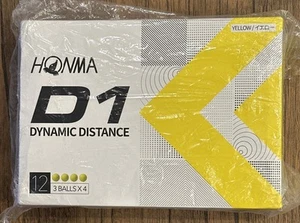 YELLOW/イエロー
HONMA
D1
DYNAMIC DISTANCE
12
3 BALLS X 4